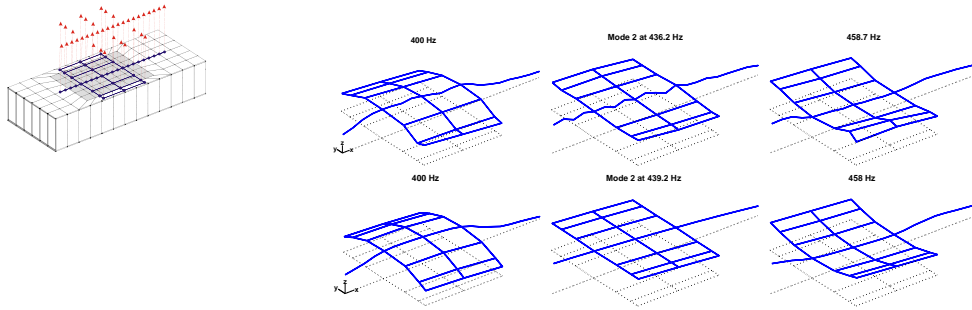 400 Hz
Mode 2 at 436.2 Hz
458.7 Hz
z
y x
400 Hz
Mode 2 at 439.2 Hz
458 Hz
z
y x